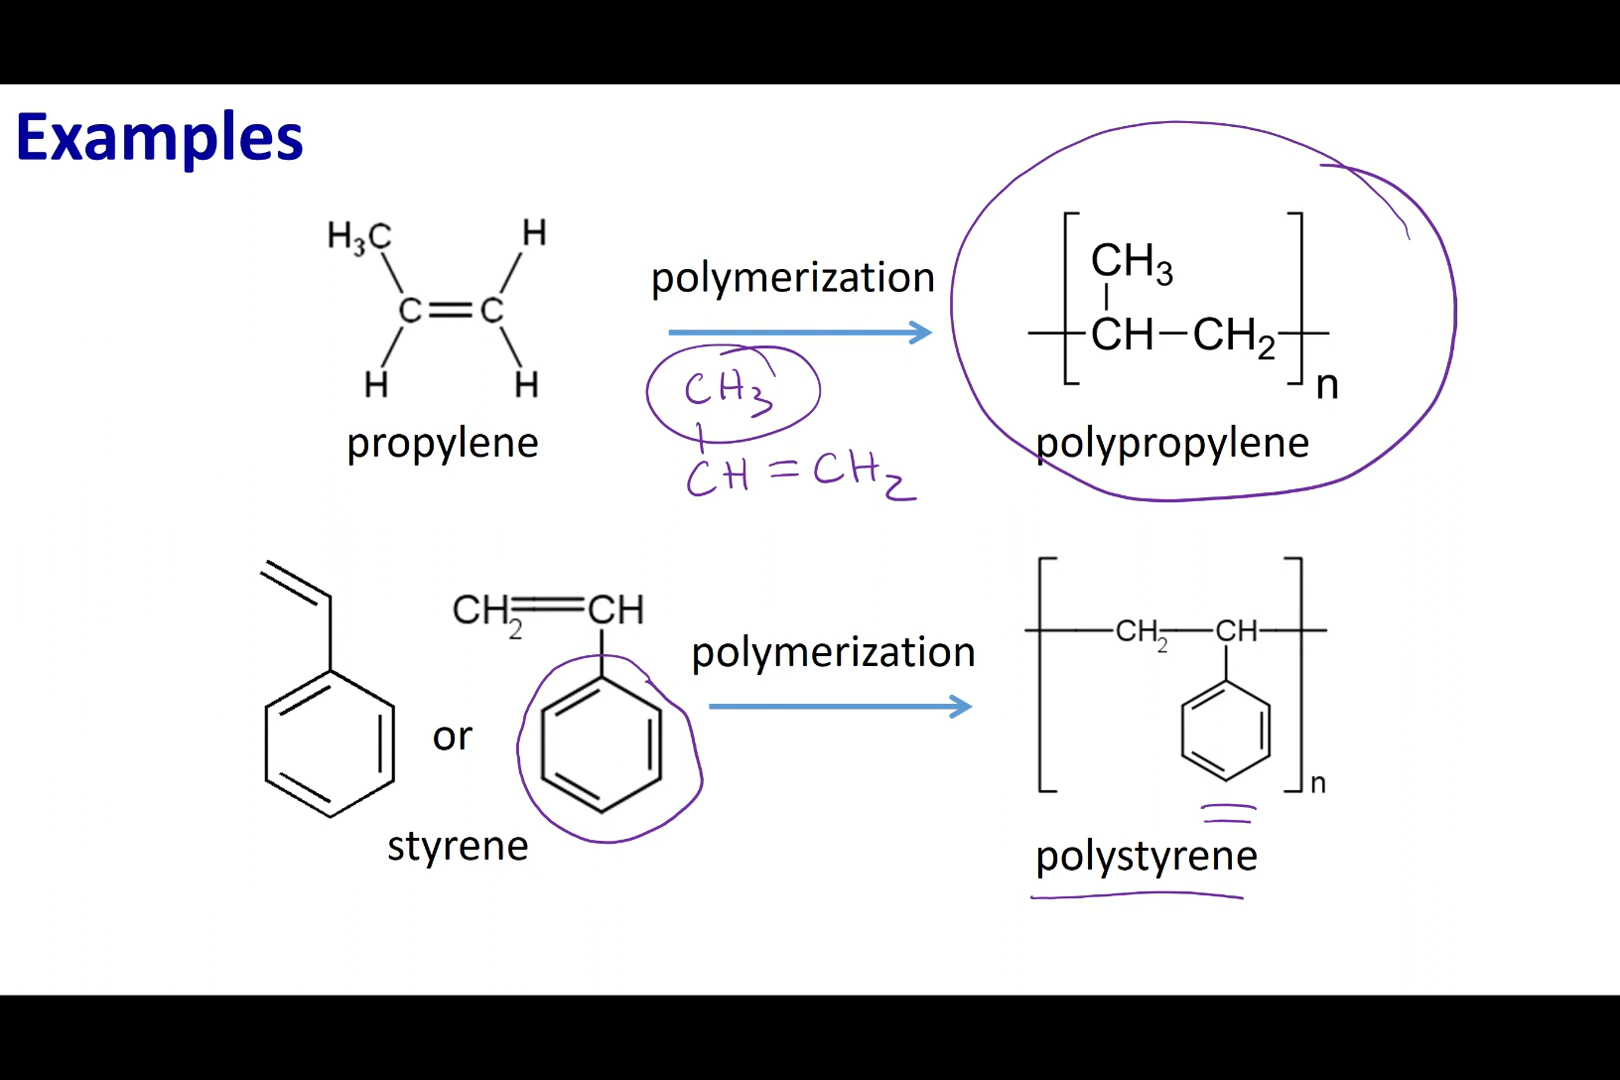 Examples
H₃C H
C=C
H H
propylene
polymerization
CH₃
CH=CH₂
CH₃
CH–CH₂
n
polypropylene
or
CH₂=CH
styrene
polymerization
CH₂–CH
n
polystyrene